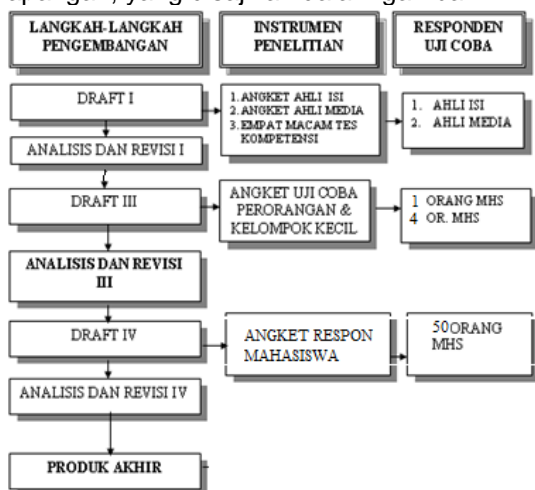 LANGKAH-LANGKAH
PENGEMBANGAN
INSTRUMEN
PENELITIAN
RESPONDEN
UJI COBA
DRAFT I
1. ANGKET AHLI ISI
2. ANGKET AHLI MEDIA
3. EMPAT MACAM TES
KOMPETENSI
1. AHLI ISI
2. AHLI MEDIA
ANALISIS DAN REVISI I
DRAFT III
ANGKET UJI COBA
PERORANGAN &
KELOMPOK KECIL
1 ORANG MHS
4 OR. MHS
ANALISIS DAN REVISI
III
DRAFT IV
ANGKET RESPON
MAHASISWA
50ORANG
MHS
ANALISIS DAN REVISI IV
PRODUK AKHIR